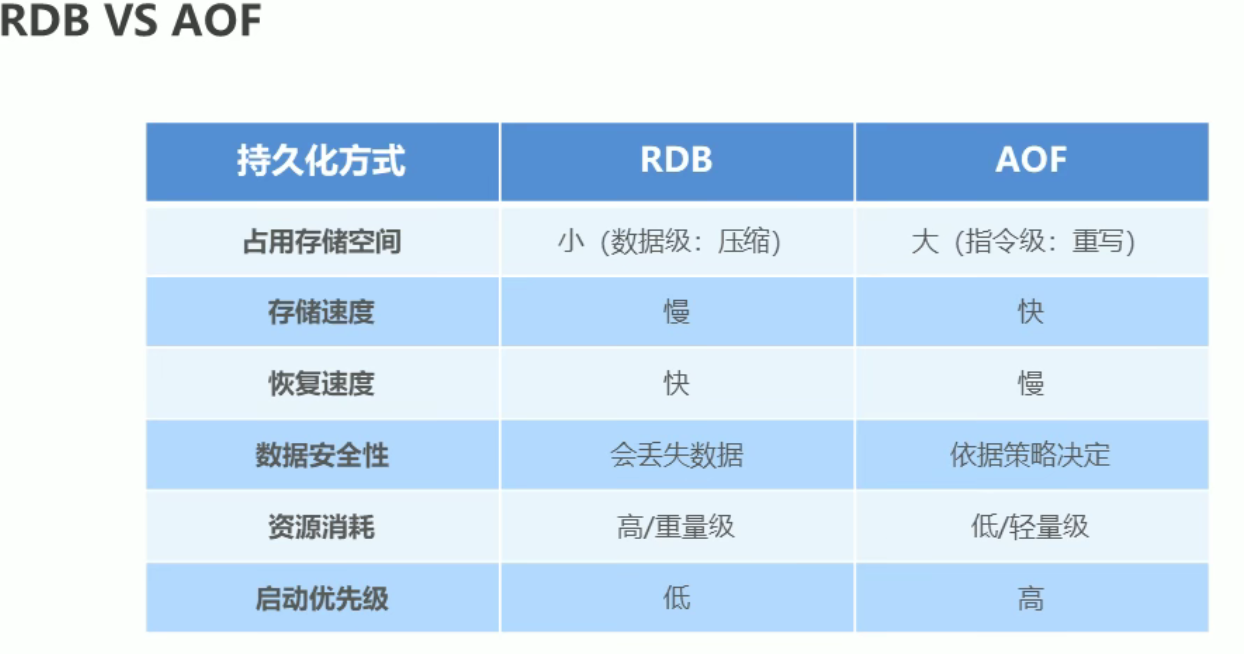 RDB VS AOF
持久化方式 RDB AOF
占用存储空间 小（数据级：压缩） 大（指令级：重写）
存储速度 慢 快
恢复速度 快 慢
数据安全性 会丢失数据 依据策略决定
资源消耗 高/重量级 低/轻量级
启动优先级 低 高